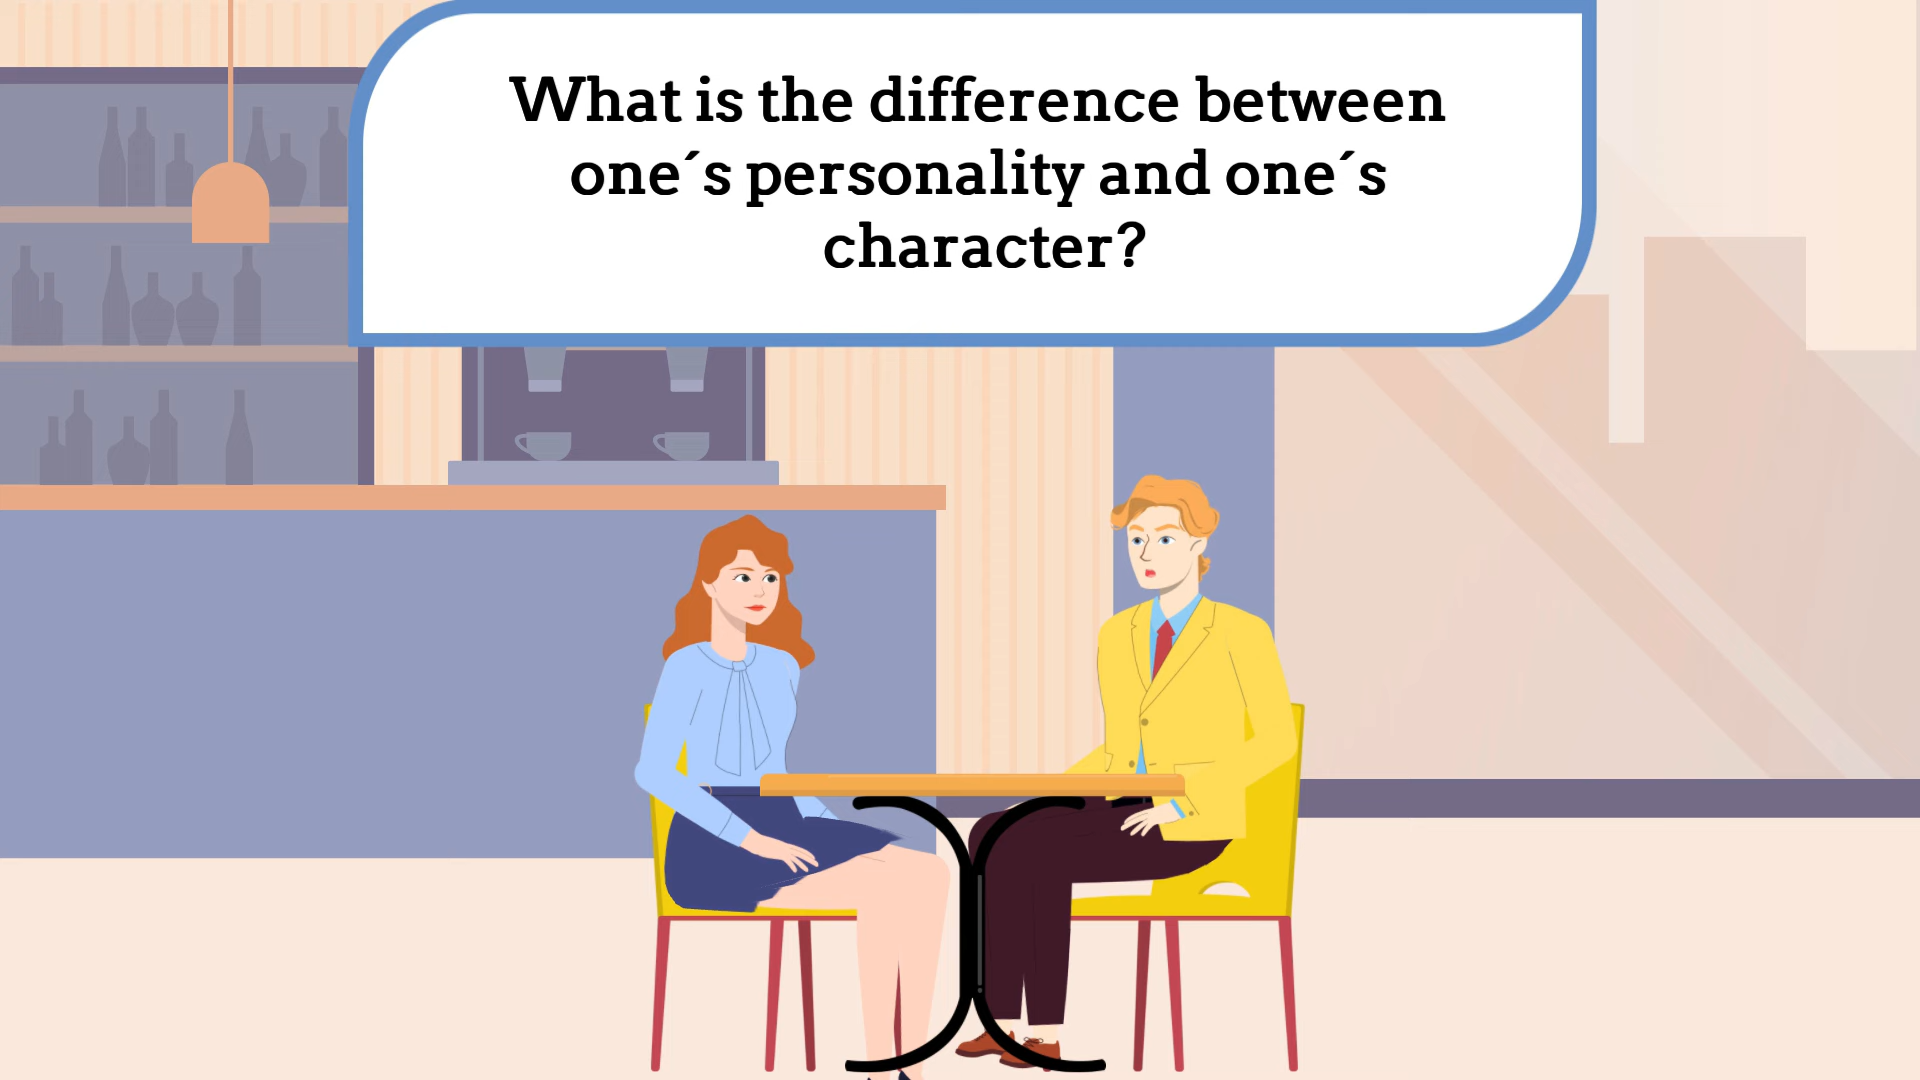 What is the difference between
one´s personality and one´s
character?